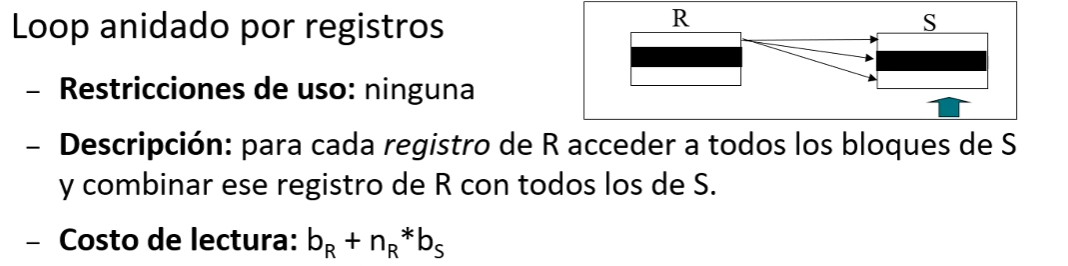 Loop anidado por registros
R
S
– Restricciones de uso: ninguna
– Descripción: para cada registro de R acceder a todos los bloques de S
y combinar ese registro de R con todos los de S.
– Costo de lectura: b_R + n_R*b_S